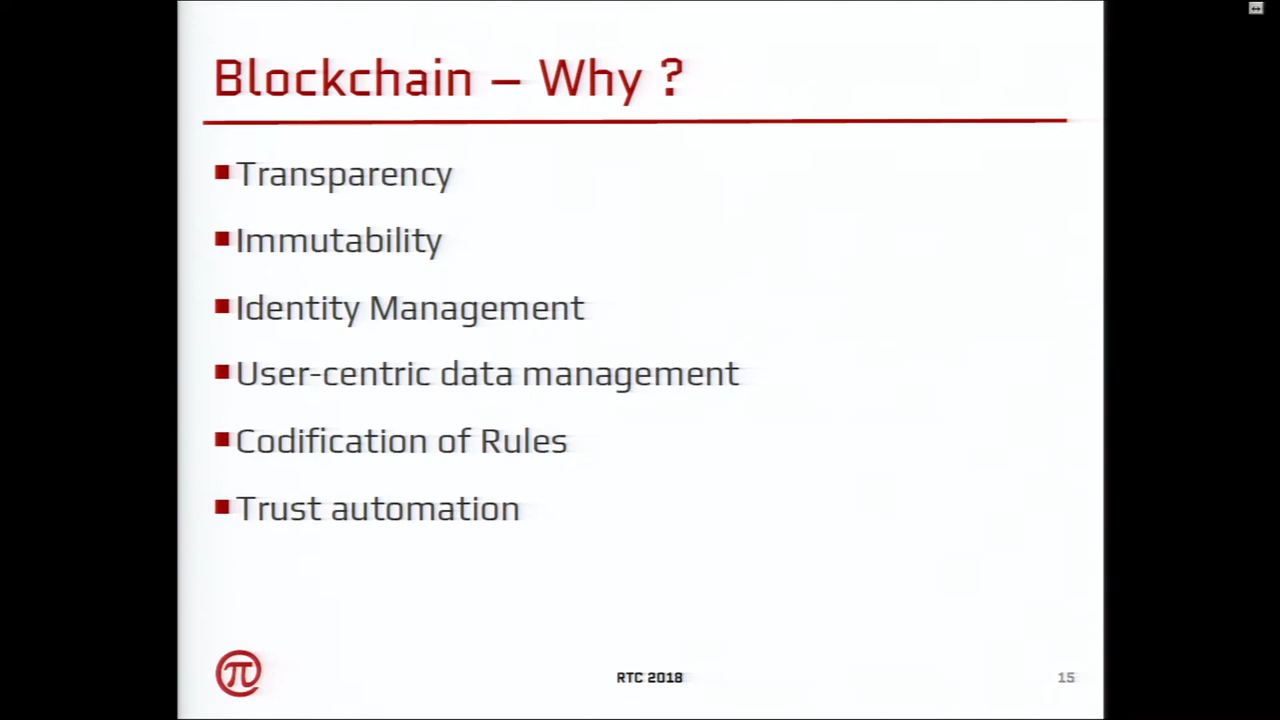 Blockchain – Why ?
Transparency
Immutability
Identity Management
User-centric data management
Codification of Rules
Trust automation
RTC 2018
15